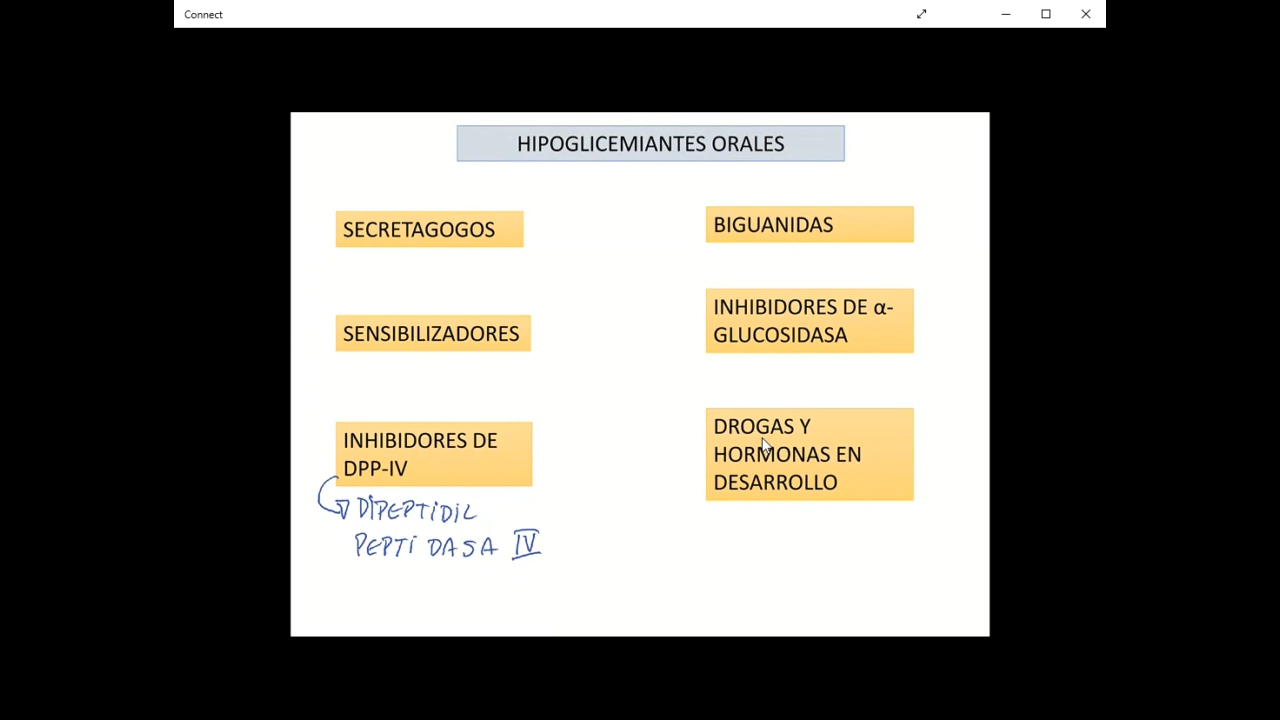 Connect
HIPOGLICEMIANTES ORALES
SECRETAGOGOS
BIGUANIDAS
SENSIBILIZADORES
INHIBIDORES DE α-
GLUCOSIDASA
INHIBIDORES DE
DPP-IV
DIPEPTIDIL
PEPTIDASA IV
DROGAS Y
HORMONAS EN
DESARROLLO